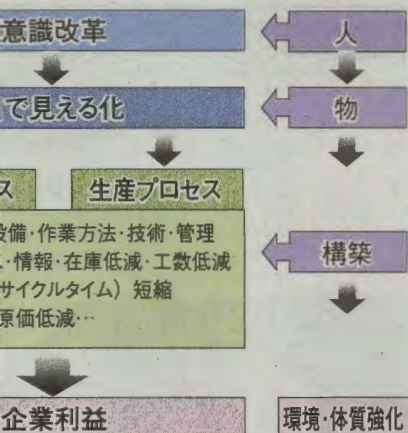 意識改革
人
で見える化
物
ス
生産プロセス
設備・作業方法・技術・管理
・情報・在庫低減・工数低減
サイクルタイム）短縮
原価低減…
構築
企業利益
環境・体質強化